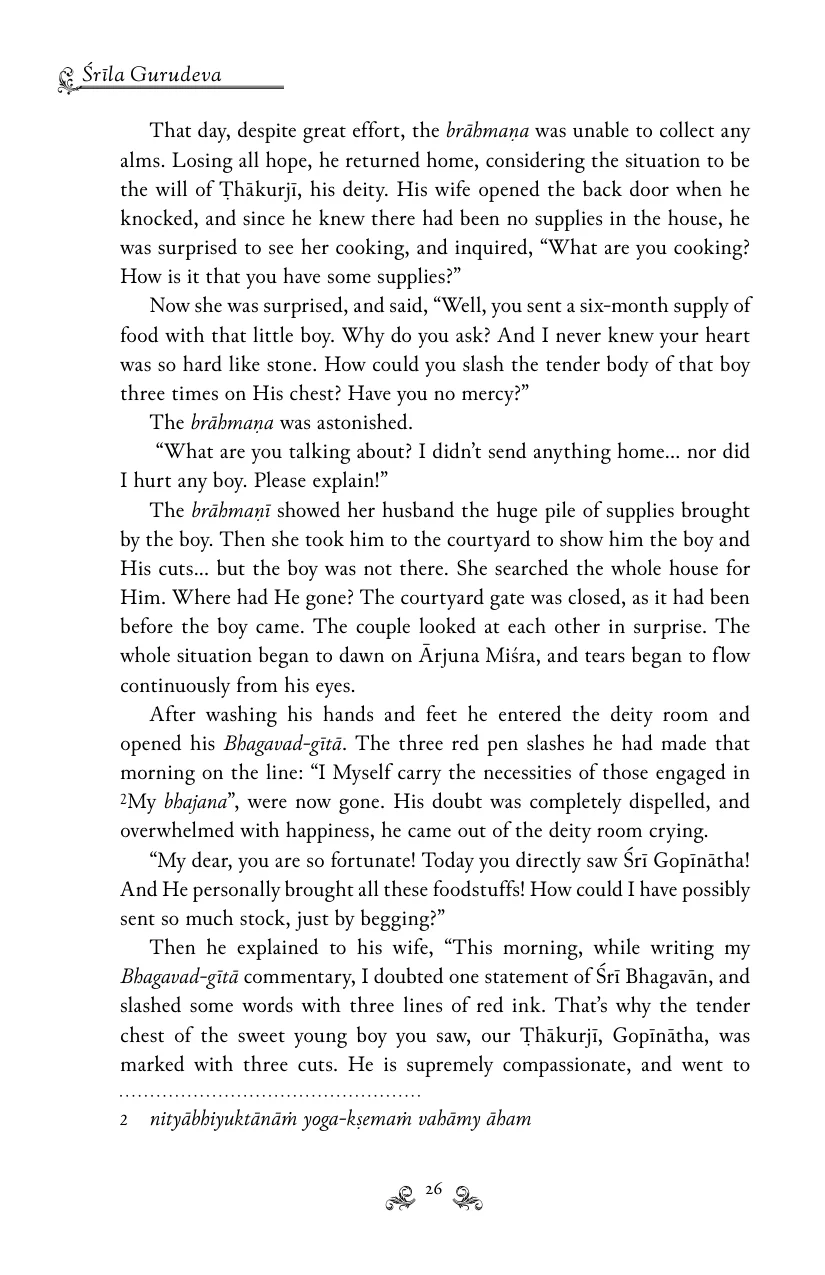 Śrīla Gurudeva
That day, despite great effort, the brāhmaṇa was unable to collect any
alms. Losing all hope, he returned home, considering the situation to be
the will of Ṭhākurjī, his deity. His wife opened the back door when he
knocked, and since he knew there had been no supplies in the house, he
was surprised to see her cooking, and inquired, “What are you cooking?
How is it that you have some supplies?”
Now she was surprised, and said, “Well, you sent a six-month supply of
food with that little boy. Why do you ask? And I never knew your heart
was so hard like stone. How could you slash the tender body of that boy
three times on His chest? Have you no mercy?”
The brāhmaṇa was astonished.
“What are you talking about? I didn’t send anything home... nor did
I hurt any boy. Please explain!”
The brāhmaṇī showed her husband the huge pile of supplies brought
by the boy. Then she took him to the courtyard to show him the boy and
His cuts... but the boy was not there. She searched the whole house for
Him. Where had He gone? The courtyard gate was closed, as it had been
before the boy came. The couple looked at each other in surprise. The
whole situation began to dawn on Ārjuna Miśra, and tears began to flow
continuously from his eyes.
After washing his hands and feet he entered the deity room and
opened his Bhagavad-gītā. The three red pen slashes he had made that
morning on the line: “I Myself carry the necessities of those engaged in
2My bhajana”, were now gone. His doubt was completely dispelled, and
overwhelmed with happiness, he came out of the deity room crying.
“My dear, you are so fortunate! Today you directly saw Śrī Gopīnātha!
And He personally brought all these foodstuffs! How could I have possibly
sent so much stock, just by begging?”
Then he explained to his wife, “This morning, while writing my
Bhagavad-gītā commentary, I doubted one statement of Śrī Bhagavān, and
slashed some words with three lines of red ink. That’s why the tender
chest of the sweet young boy you saw, our Ṭhākurjī, Gopīnātha, was
marked with three cuts. He is supremely compassionate, and went to
2 nityābhiyuktānāṁ yoga-kṣemaṁ vahāmy āham
26